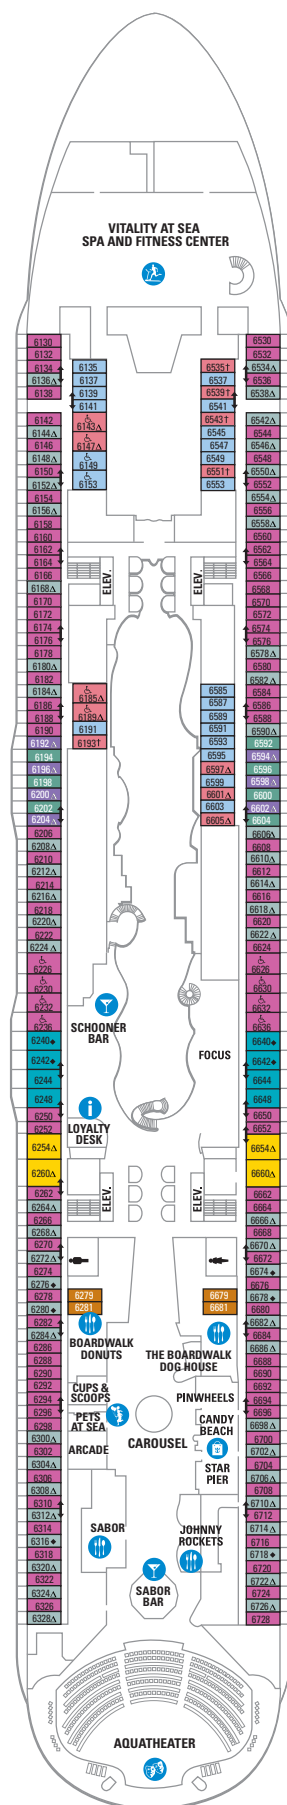 VITALITY AT SEA
SPA AND FITNESS CENTER
6130 6530
6132 6532
6134 6135 6535† 6534△
6136△ 6137 6537 6536
6138 6139 6539† 6538△
6141 6541
6142 6143△ 6543† 6542△
6144△ 6545 6544
6146 6147△ 6547 6546△
6148△ 6149 6549 6548
6150 6551† 6550△
6152△ 6153 6553 6552
6154 6554△
6156△ 6556
6158 6558△
6160 6560
6162 6562
6164 6564
6166 ELEV. ELEV. 6566
6168△ 6568
6170 6570
6172 6572
6174 6574
6176 6576
6178 6578△
6180△ 6580
6182 6582△
6184△ 6185△ 6585 6584
6186 6587 6586
6188 6189△ 6589 6588
6190 6191 6591 6590△
6192△ 6193† 6593 6592
6194 6595 6594△
6196△ 6597△ 6596
6198 6599 6598△
6200△ 6601△ 6600
6202 6603 6602△
6204△ 6605△ 6604
6206 6606△
6208△ 6608
6210 6610△
6212△ 6612
6214 6614△
6216△ 6616
6218 6618△
6220△ 6620
6222 6622△
6224△ 6624
6226 6626
6230 6630
6232 6632
6236 6636
SCHOONER
BAR
6240◆ 6640◆
6242◆ FOCUS 6642◆
6244 6644
6248 6648
6250 LOYALTY
DESK 6650
6252 6652
6254△ 6654△
6260△ ELEV. ELEV. 6660△
6262 6662
6264△ 6664
6266 6666△
6268△ 6668
6270 6670△
6272△ 6672
6274 6674◆
6276◆ 6676
6278 6279 6679 6678◆
6280◆ 6281 6681 6680
6282 6682△
6284△ 6684
BOARDWALK
DONUTS
THE BOARDWALK
DOG HOUSE
6286 6686△
6288 6688
6290 6690
6292 6692
6294 6694
6296 6696
6298 6698△
CUPS &
SCOOPS
PINWHEELS
PETS
AT SEA
CANDY
BEACH
CAROUSEL
ARCADE
STAR
PIER
6300△ 6700
6302 6702△
6304△ 6704
6306 6706△
6308△ 6708
6310 6710△
6312△ 6712
6314 6714△
6316◆ 6716
6318 6718◆
6320△ 6720
6322 6722△
6324△ 6724
6326 6726△
6328△ 6728
SABOR
JOHNNY
ROCKETS
SABOR
BAR
AQUATHEATER